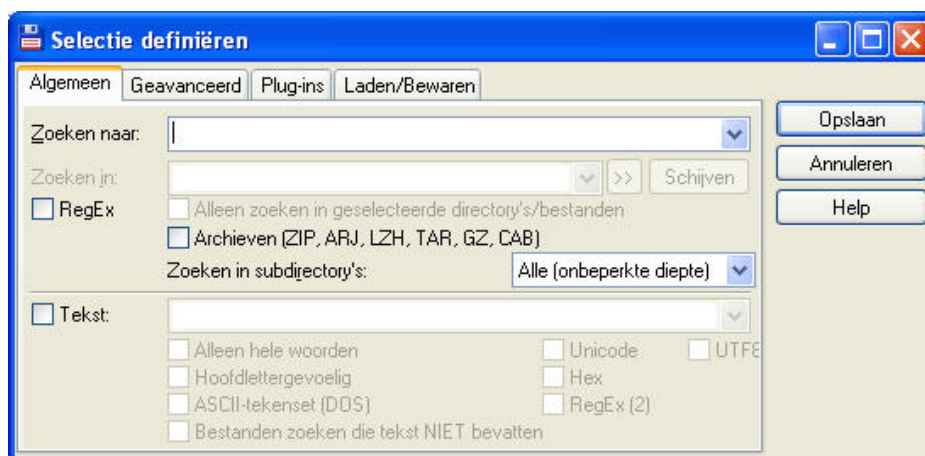 Selectie definiëren
Algemeen Geavanceerd Plug-ins Laden/Bewaren
Zoeken naar: Opslaan
Zoeken in: >> Schijven Annuleren
RegEx Alleen zoeken in geselecteerde directory's/bestanden Help
Archieven (ZIP, ARJ, LZH, TAR, GZ, CAB)
Zoeken in subdirectory's: Alle (onbeperkte diepte)
Tekst:
Alleen hele woorden Unicode
Hoofdlettergevoelig Hex
ASCII-tekenset (DOS) RegEx (2)
Bestanden zoeken die tekst NIET bevatten